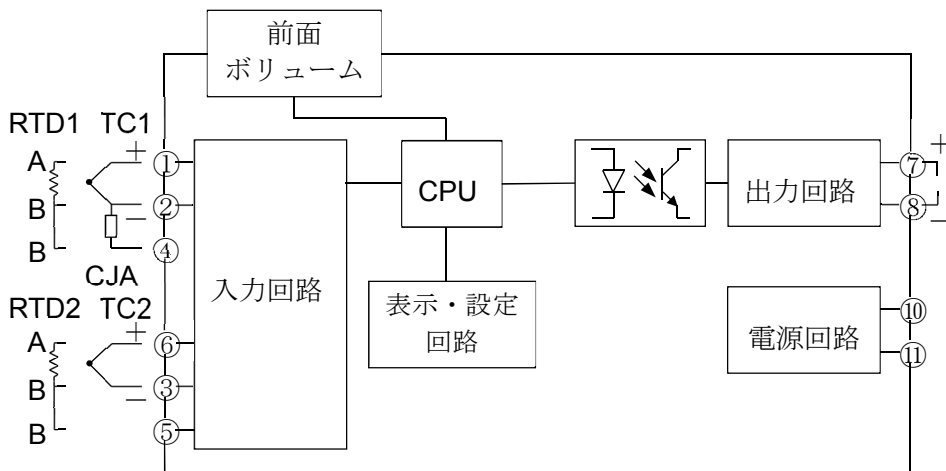 前面
ボリューム
RTD1 TC1
A
B
B
+
−
① 
②
④
CJA
RTD2 TC2
A
B
B
+
−
⑥
③
⑤
入力回路
CPU
表示・設定
回路
出力回路
電源回路
+
⑦
⑧
−
⑩
⑪